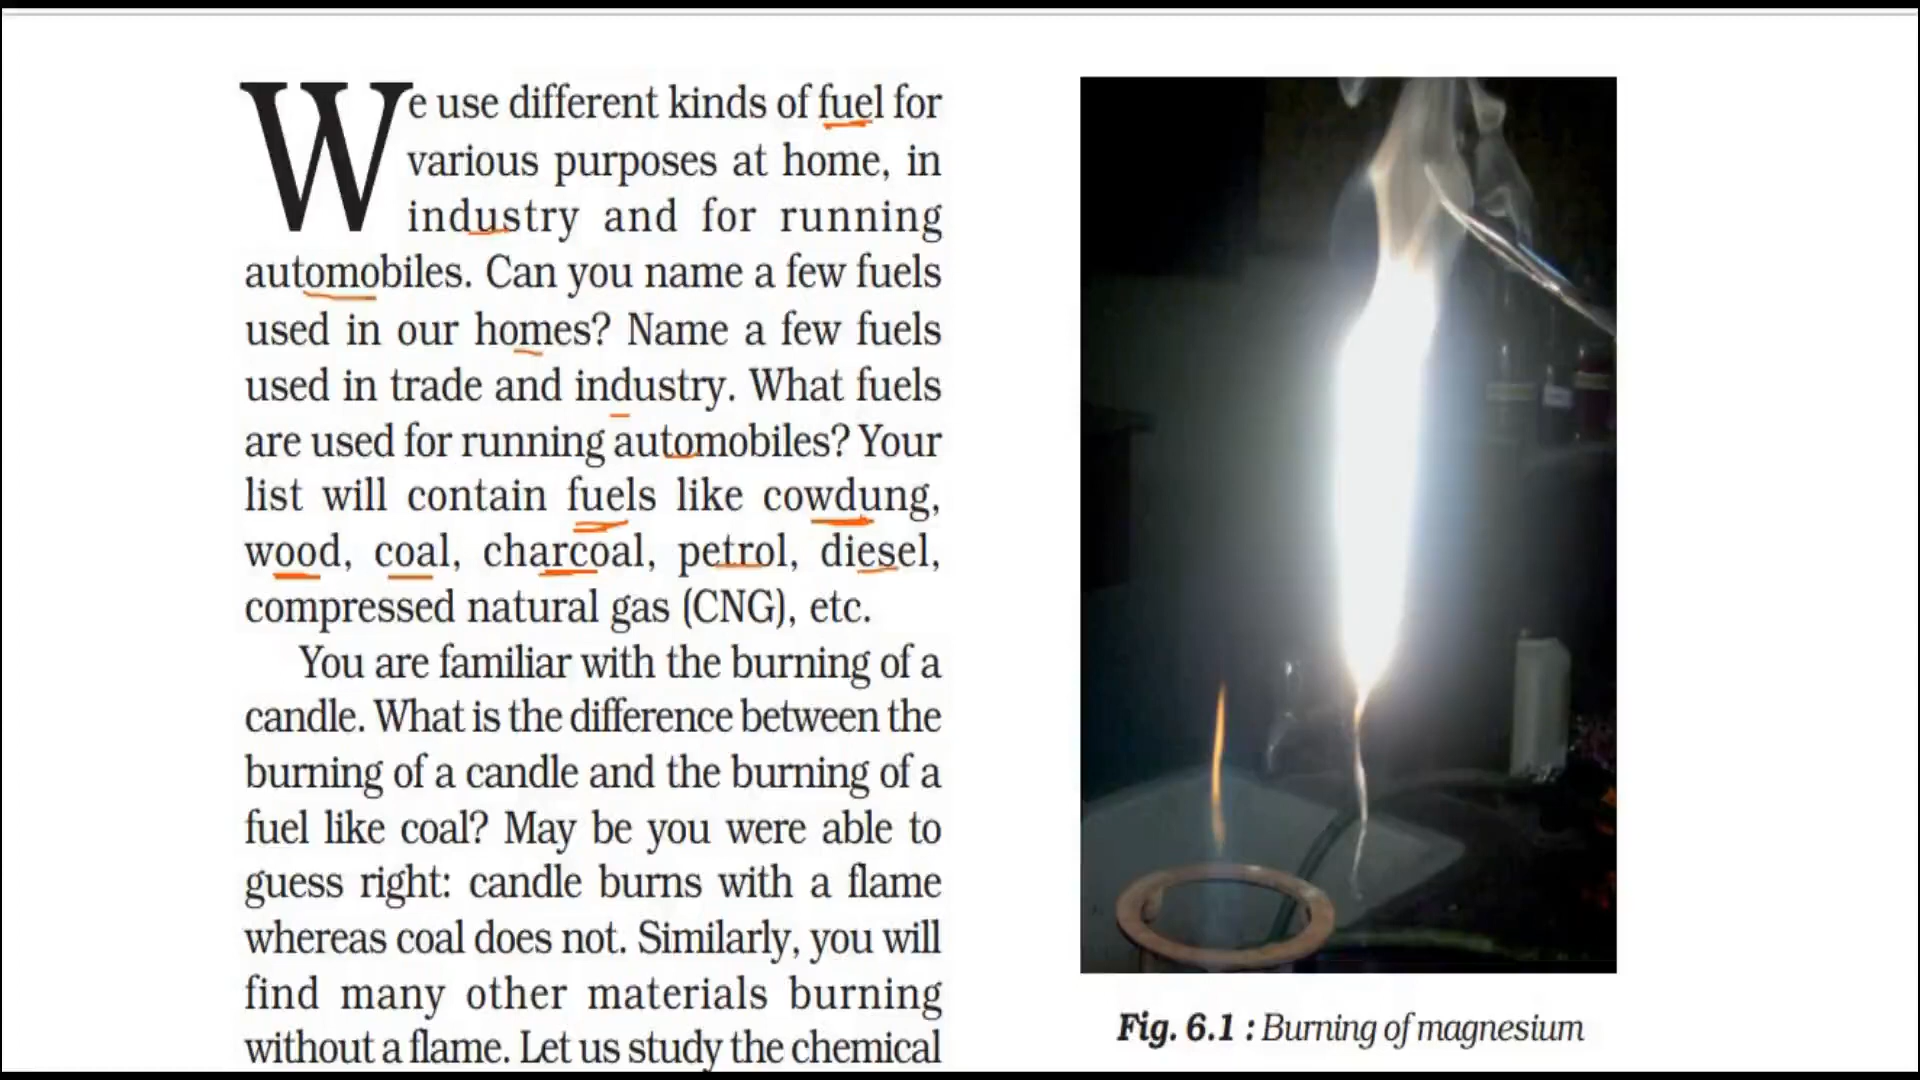 We use different kinds of fuel for
various purposes at home, in
industry and for running
automobiles. Can you name a few fuels
used in our homes? Name a few fuels
used in trade and industry. What fuels
are used for running automobiles? Your
list will contain fuels like cowdung,
wood, coal, charcoal, petrol, diesel,
compressed natural gas (CNG), etc.
You are familiar with the burning of a
candle. What is the difference between the
burning of a candle and the burning of a
fuel like coal? May be you were able to
guess right: candle burns with a flame
whereas coal does not. Similarly, you will
find many other materials burning
without a flame. Let us study the chemical
Fig. 6.1 : Burning of magnesium